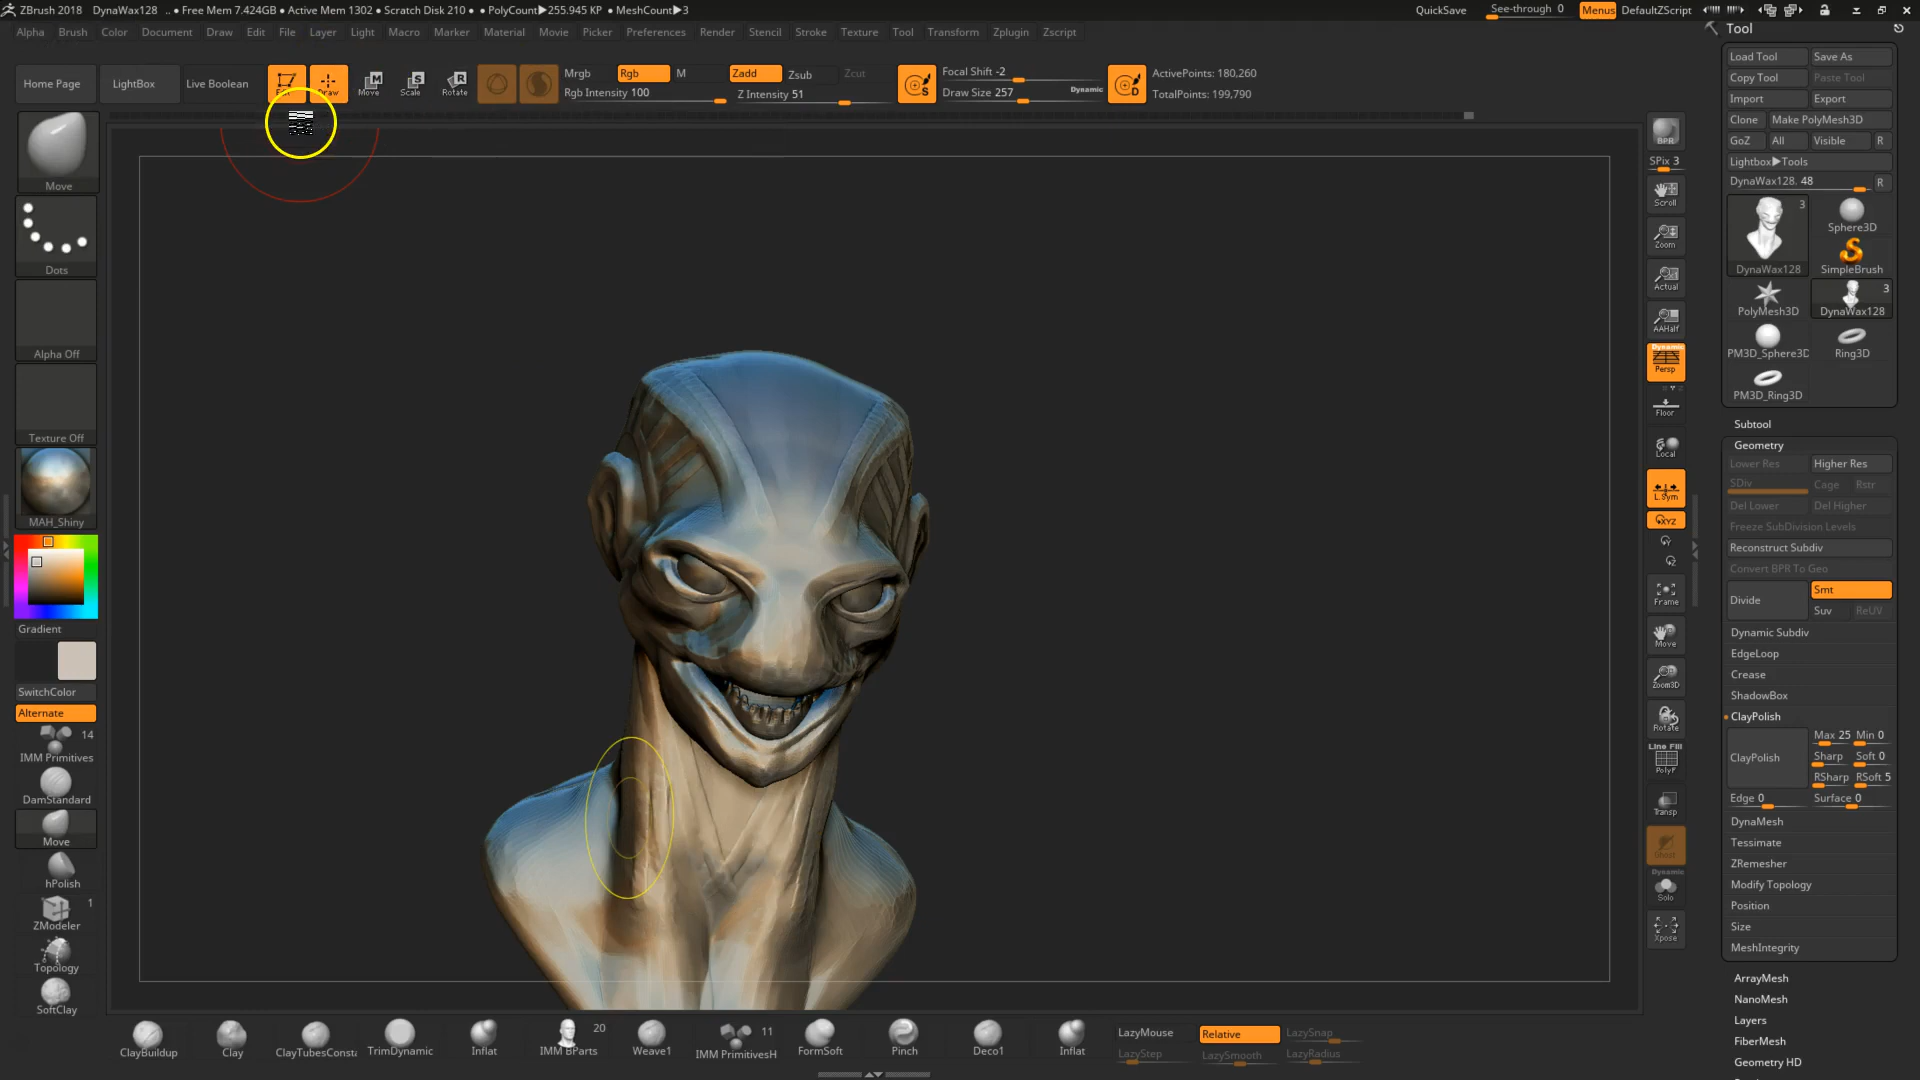 ZBrush 2018 DynaWax128 .. • Free Mem 7.424GB • Active Mem 1302 • Scratch Disk 210 • • PolyCount▶255.945 KP • MeshCount▶3 QuickSave See-through 0 Menus DefaultZScript
Alpha Brush Color Document Draw Edit File Layer Light Macro Marker Material Movie Picker Preferences Render Stencil Stroke Texture Tool Transform Zplugin Zscript
Home Page LightBox Live Boolean Edit Draw Move Scale Rotate
Mrgb Rgb M Zadd Zsub Zcut Focal Shift -2 ActivePoints: 180,260
Rgb Intensity 100 Z Intensity 51 Draw Size 257 Dynamic TotalPoints: 199,790
S
D
Move
Dots
Alpha Off
Texture Off
MAH_Shiny
Gradient
SwitchColor
Alternate
14
IMM Primitives
DamStandard
Move
hPolish
1
ZModeler
Topology
SoftClay
BPR
SPix 3
Scroll
Zoom
Actual
AAHalf
Dynamic
Persp
Floor
Local
L.Sym
XYZ
Y
Z
Frame
Move
Zoom3D
Rotate
Line Fill
PolyF
Transp
Ghost
Dynamic
Solo
Xpose
Tool
Load Tool Save As
Copy Tool Paste Tool
Import Export
Clone Make PolyMesh3D
GoZ All Visible R
Lightbox▶Tools
DynaWax128. 48 R
3
Sphere3D
DynaWax128 SimpleBrush
3
PolyMesh3D DynaWax128
PM3D_Sphere3D Ring3D
PM3D_Ring3D
Subtool
Geometry
Lower Res Higher Res
SDiv Cage Rstr
Del Lower Del Higher
Freeze SubDivision Levels
Reconstruct Subdiv
Convert BPR To Geo
Divide Smt
Suv ReUV
Dynamic Subdiv
EdgeLoop
Crease
ShadowBox
ClayPolish
ClayPolish Max 25 Min 0
Sharp Soft 0
RSharp RSoft 5
Edge 0 Surface 0
DynaMesh
Tessimate
ZRemesher
Modify Topology
Position
Size
MeshIntegrity
ArrayMesh
NanoMesh
Layers
FiberMesh
Geometry HD
20
11
ClayBuildup Clay ClayTubesConsta TrimDynamic Inflat IMM BParts Weave1 IMM PrimitivesH FormSoft Pinch Deco1 Inflat
LazyMouse Relative LazySnap
LazyStep LazySmooth LazyRadius